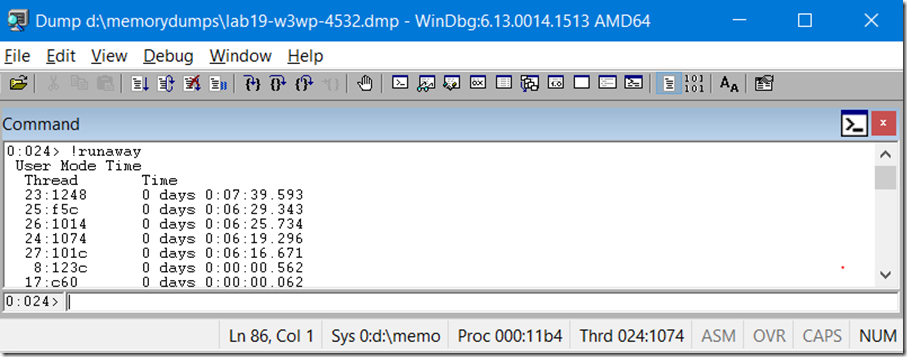 Dump d:\memorydumps\lab19-w3wp-4532.dmp - WinDbg:6.13.0014.1513 AMD64
File Edit View Debug Window Help
Command
0:024> !runaway
User Mode Time
Thread Time
23:1248 0 days 0:07:39.593
25:f5c 0 days 0:06:29.343
26:1014 0 days 0:06:25.734
24:1074 0 days 0:06:19.296
27:101c 0 days 0:06:16.671
8:123c 0 days 0:00:00.562
17:c60 0 days 0:00:00.062
0:024>
Ln 86, Col 1 Sys 0:d:\memo Proc 000:11b4 Thrd 024:1074 ASM OVR CAPS NUM